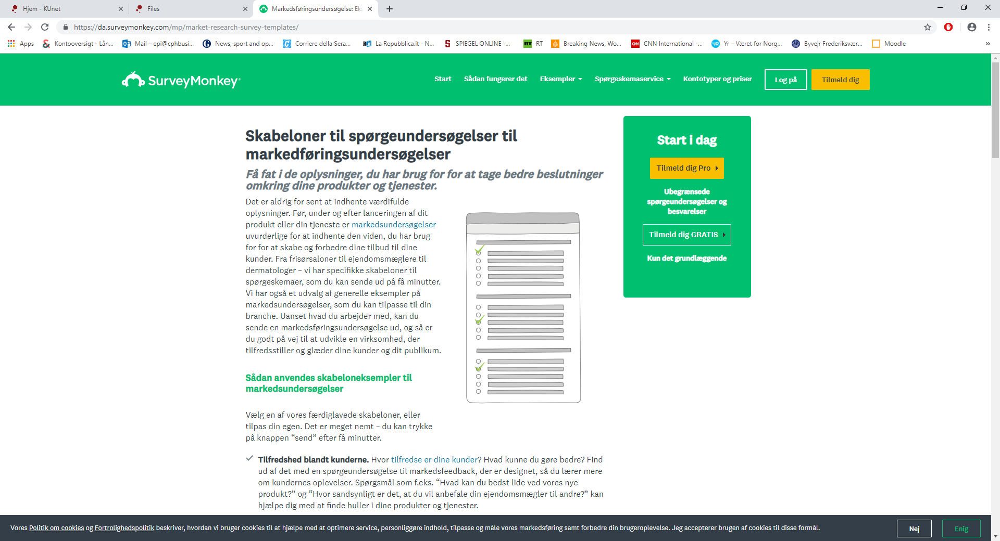 Hjem - KUnet
Files
Markedsføringsundersøgelse: Eks
https://da.surveymonkey.com/mp/market-research-survey-templates/
Apps
Kontooversigt - Lån...
Mail – epi@cphbusi...
News, sport and op...
Corriere della Sera...
La Repubblica.it - N...
SPIEGEL ONLINE -...
RT
Breaking News, Wo...
CNN International -...
Yr – Været for Norg...
Byvejr Frederiksvær...
Moodle
SurveyMonkey
Start
Sådan fungerer det
Eksempler
Spørgeskemaservice
Kontotyper og priser
Log på
Tilmeld dig
Skabeloner til spørgeundersøgelser til
markedføringsundersøgelser
Få fat i de oplysninger, du har brug for for at tage bedre beslutninger
omkring dine produkter og tjenester.
Det er aldrig for sent at indhente værdifulde
oplysninger. Før, under og efter lanceringen af dit
produkt eller din tjeneste er markedsundersøgelser
uvurderlige for at indhente den viden, du har brug
for for at skabe og forbedre dine tilbud til dine
kunder. Fra frisørsaloner til ejendomsmæglere til
dermatologer – vi har specifikke skabeloner til
spørgeskemaer, som du kan sende ud på få minutter.
Vi har også et udvalg af generelle eksempler på
markedsundersøgelser, som du kan tilpasse til din
branche. Uanset hvad du arbejder med, kan du
sende en markedsføringsundersøgelse ud, og så er
du godt på vej til at udvikle en virksomhed, der
tilfredsstiller og glæder dine kunder og dit publikum.
Sådan anvendes skabeloneksempler til
markedsundersøgelser
Vælg en af vores færdiglavede skabeloner, eller
tilpas din egen. Det er meget nemt – du kan trykke
på knappen “send” efter få minutter.
Tilfredshed blandt kunderne. Hvor tilfredse er dine kunder? Hvad kunne du gøre bedre? Find
ud af det med en spørgeundersøgelse til markedsfeedback, der er designet, så du lærer mere
om kundernes oplevelser. Spørgsmål som f.eks. “Hvad kan du bedst lide ved vores nye
produkt?” og “Hvor sandsynligt er det, at du vil anbefale din ejendomsmægler til andre?” kan
hjælpe dig med at finde huller i dine produkter og tjenester.
Start i dag
Tilmeld dig Pro
Ubegrænsede
spørgeundersøgelser og
besvarelser
Tilmeld dig GRATIS
Kun det grundlæggende
Vores Politik om cookies og Fortrolighedspolitik beskriver, hvordan vi bruger cookies til at hjælpe med at optimere service, personliggøre indhold, tilpasse og måle vores markedsføring samt forbedre din brugeroplevelse. Jeg accepterer brugen af cookies til disse formål.
Nej
Enig